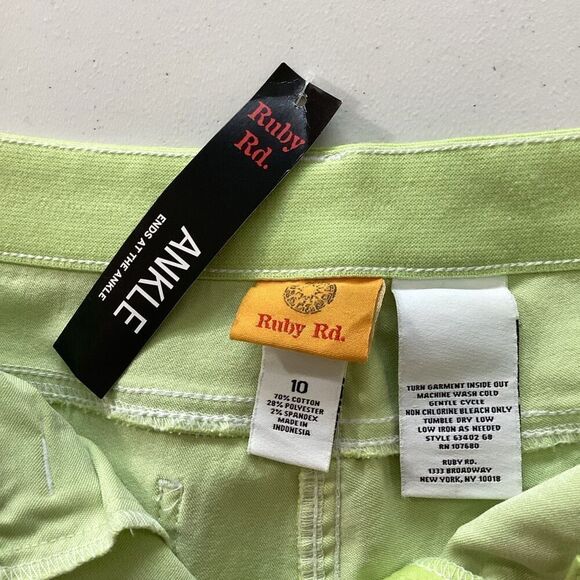 Ruby
Rd.
ANKLE
ENDS AT THE ANKLE
Ruby Rd.
10
70% COTTON
28% POLYESTER
2% SPANDEX
MADE IN
INDONESIA
TURN GARMENT INSIDE OUT
MACHINE WASH COLD
GENTLE CYCLE
NON CHLORINE BLEACH ONLY
TUMBLE DRY LOW
LOW IRON AS NEEDED
STYLE 63402 GB
RN 107680
RUBY RD.
1333 BROADWAY
NEW YORK, NY 10018